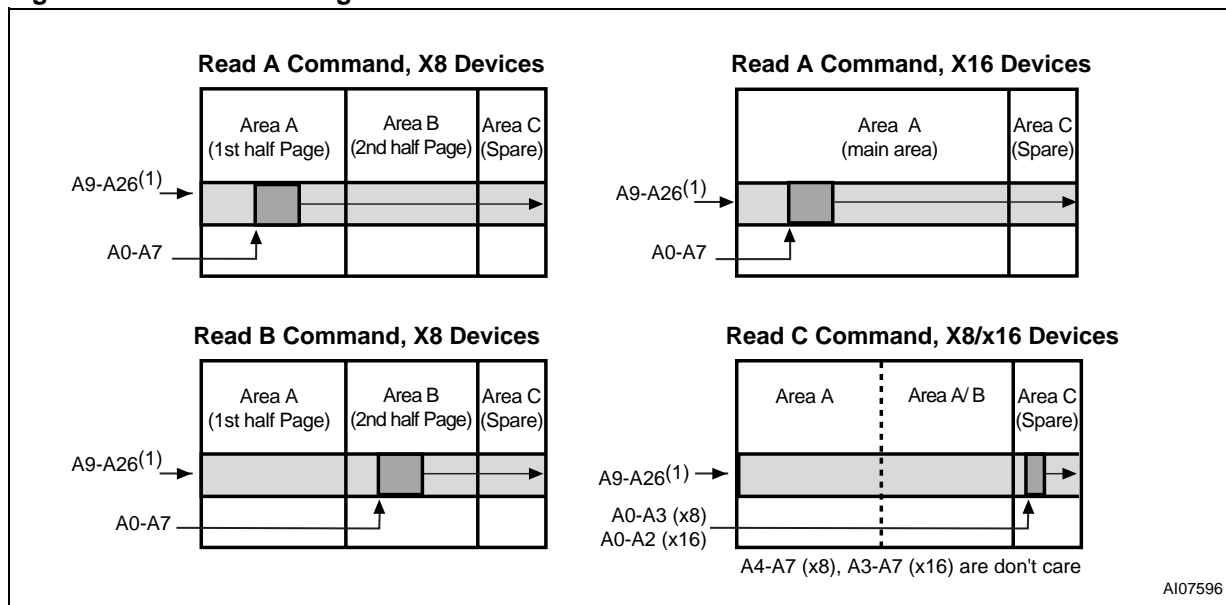 Read A Command, X8 Devices
Area A
(1st half Page)
Area B
(2nd half Page)
Area C
(Spare)
A9-A26(1)
A0-A7
Read A Command, X16 Devices
Area A
(main area)
Area C
(Spare)
A9-A26(1)
A0-A7
Read B Command, X8 Devices
Area A
(1st half Page)
Area B
(2nd half Page)
Area C
(Spare)
A9-A26(1)
A0-A7
Read C Command, X8/x16 Devices
Area A
Area A/ B
Area C
(Spare)
A9-A26(1)
A0-A3 (x8)
A0-A2 (x16)
A4-A7 (x8), A3-A7 (x16) are don't care
AI07596